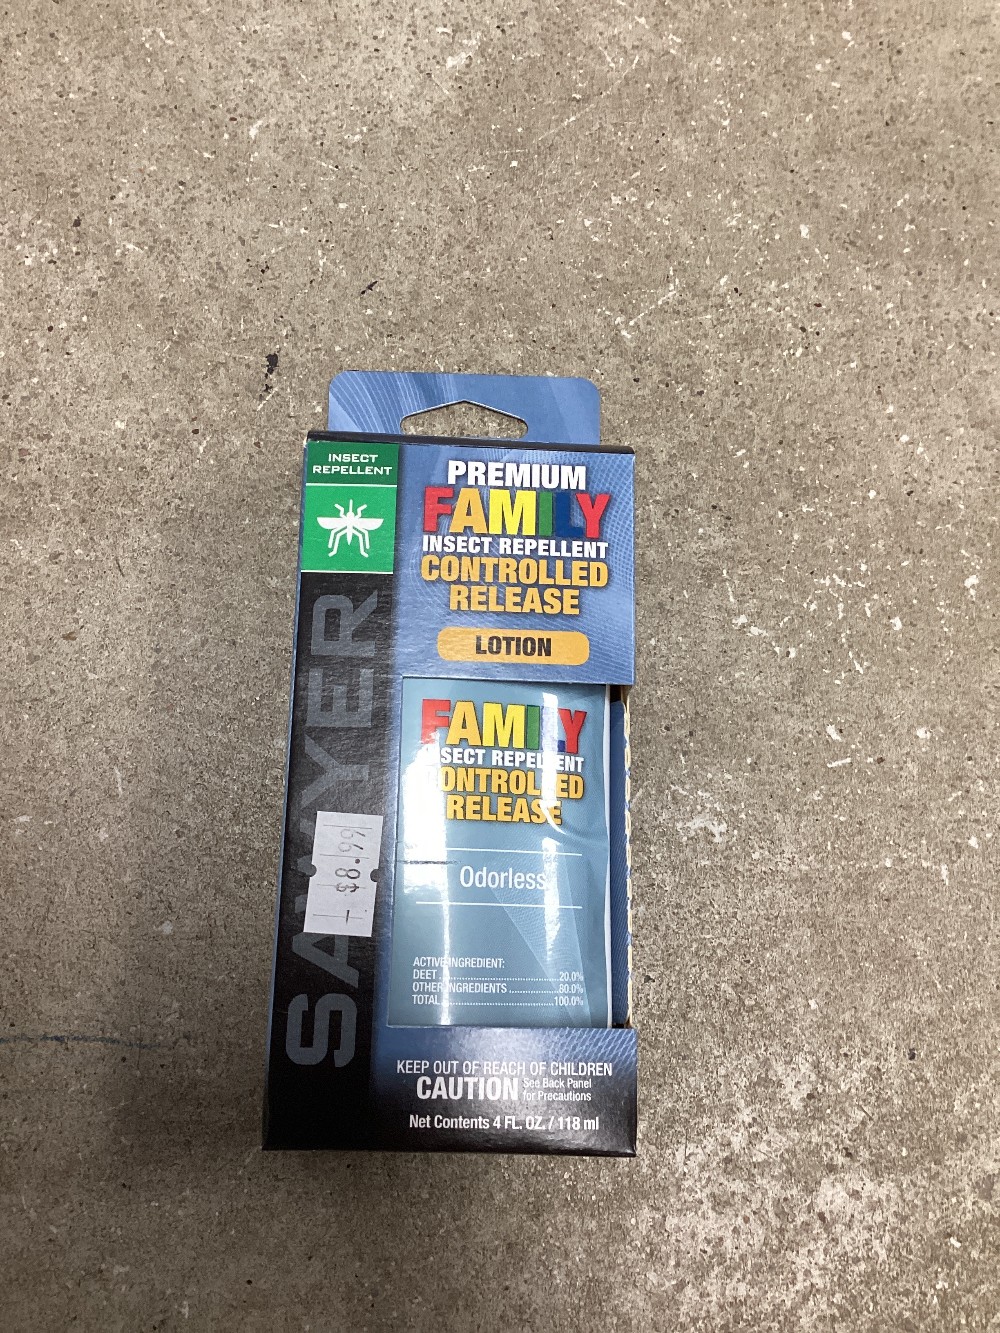 INSECT
REPELLENT
PREMIUM
FAMILY
INSECT REPELLENT
CONTROLLED
RELEASE
LOTION
SAWYER
$8.99
FAMILY
INSECT REPELLENT
CONTROLLED
RELEASE
Odorless
ACTIVE INGREDIENT:
DEET ........ 20.0%
OTHER INGREDIENTS ........ 80.0%
TOTAL ........ 100.0%
KEEP OUT OF REACH OF CHILDREN
CAUTION See Back Panel
for Precautions
Net Contents 4 FL. OZ. / 118 ml